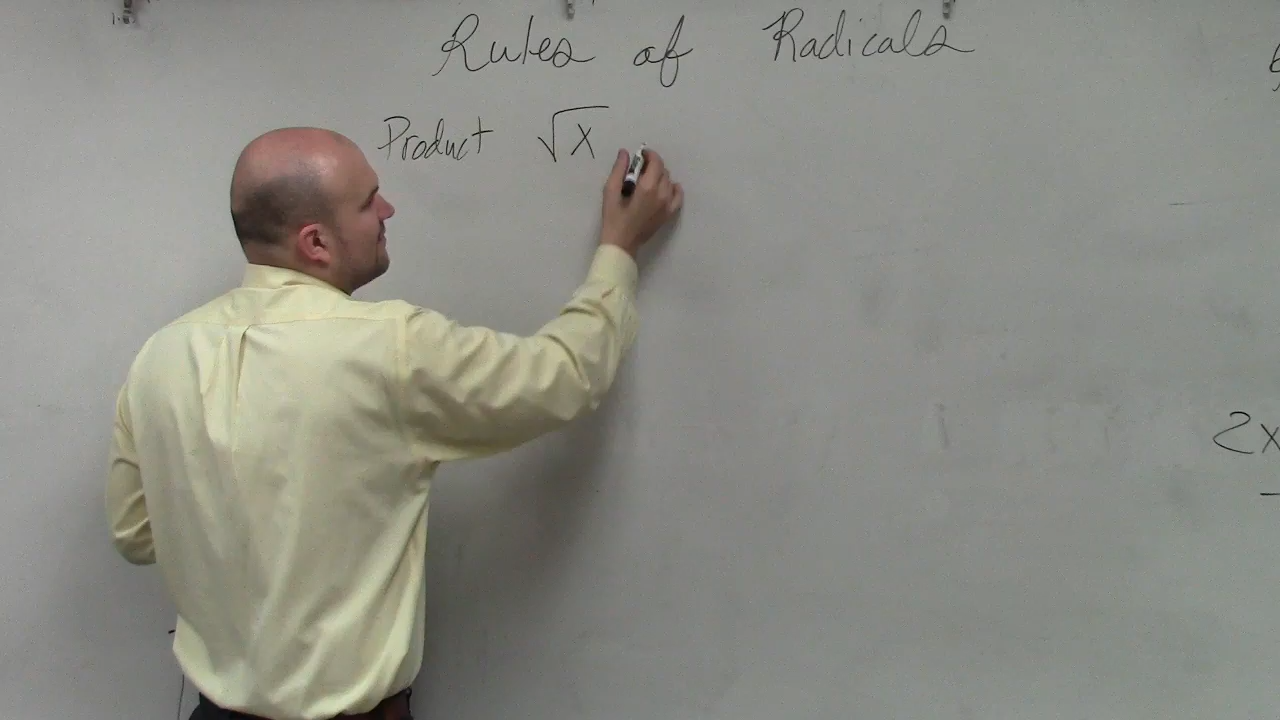 Rules of Radicals
Product √x
2x